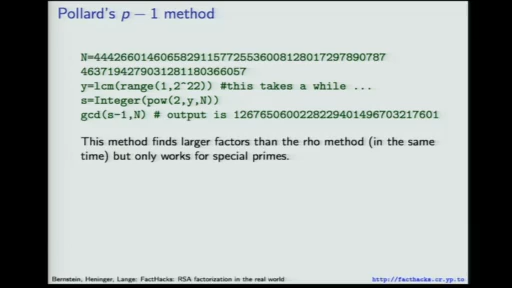 Pollard's p − 1 method
N=44426601460658291157725536008128017297890787
4637194279031281180366057
y=lcm(range(1,2^22)) #this takes a while ...
s=Integer(pow(2,y,N))
gcd(s-1,N) # output is 1267650600228229401496703217601
This method finds larger factors than the rho method (in the same
time) but only works for special primes.
Bernstein, Heninger, Lange: FactHacks: RSA factorization in the real world
http://facthacks.cr.yp.to